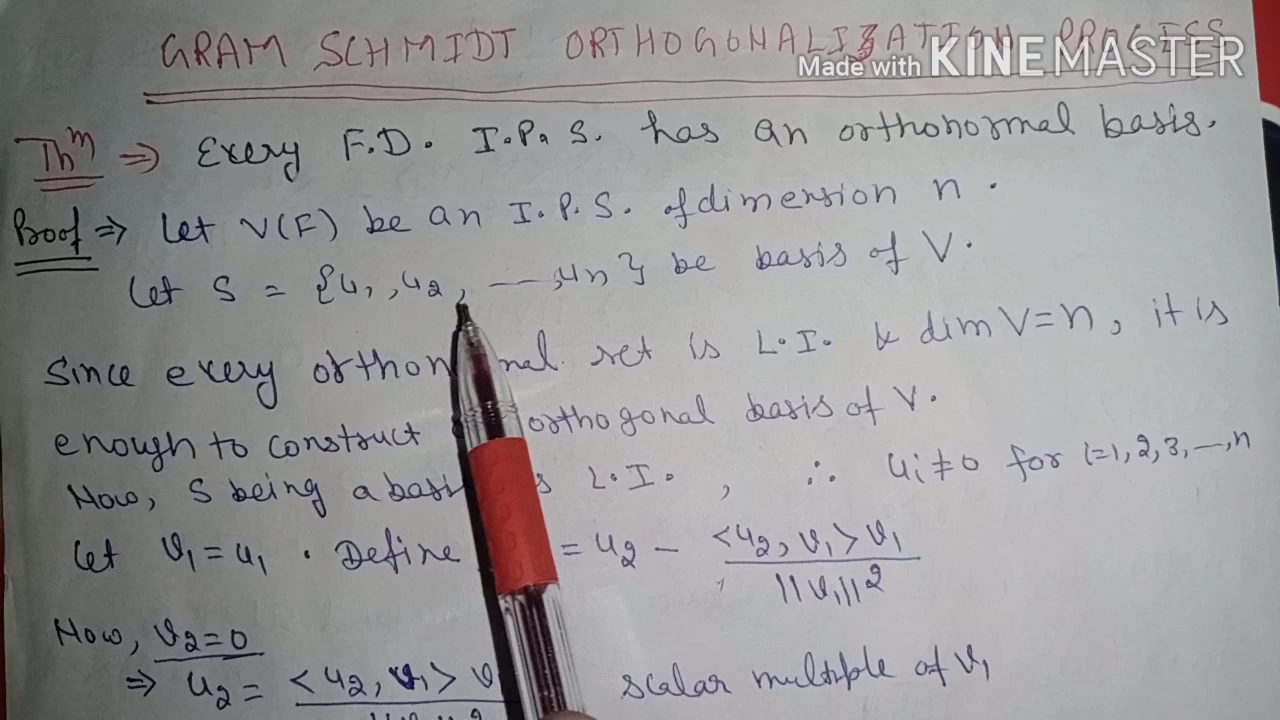 GRAM SCHMIDT ORTHOGONALIZATION PROCESS
Made with KINEMASTER
Thm ⇒ Every F.D. I.P. S. has an orthonormal basis.
Proof ⇒ Let V(F) be an I.P.S. of dimension n.
Let S = {u₁, u₂, —, un} be basis of V.
Since every orthonormal set is L.I. & dim V=n, it is
enough to construct orthogonal basis of V.
Now, S being a basis L.I. , ∴ ui≠0 for i=1,2,3,—,n
Let v₁=u₁. Define = u₂ - <u₂, v₁>v₁ / ||v₁||²
Now, v₂=0
⇒ u₂ = <u₂, v₁> v scalar multiple of v₁